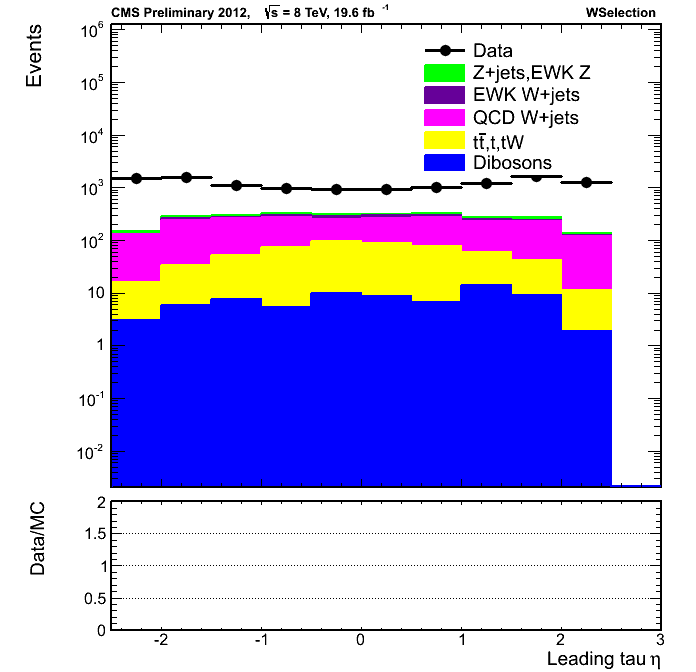 CMS Preliminary 2012, √s = 8 TeV, 19.6 fb⁻¹ WSelection
Events
10⁶
10⁵
10⁴
10³
10²
10
1
10⁻¹
10⁻²
Data
Z+jets,EWK Z
EWK W+jets
QCD W+jets
tt̄,t,tW
Dibosons
Data/MC
2
1.5
1
0.5
0
-2 -1 0 1 2 3
Leading tau η